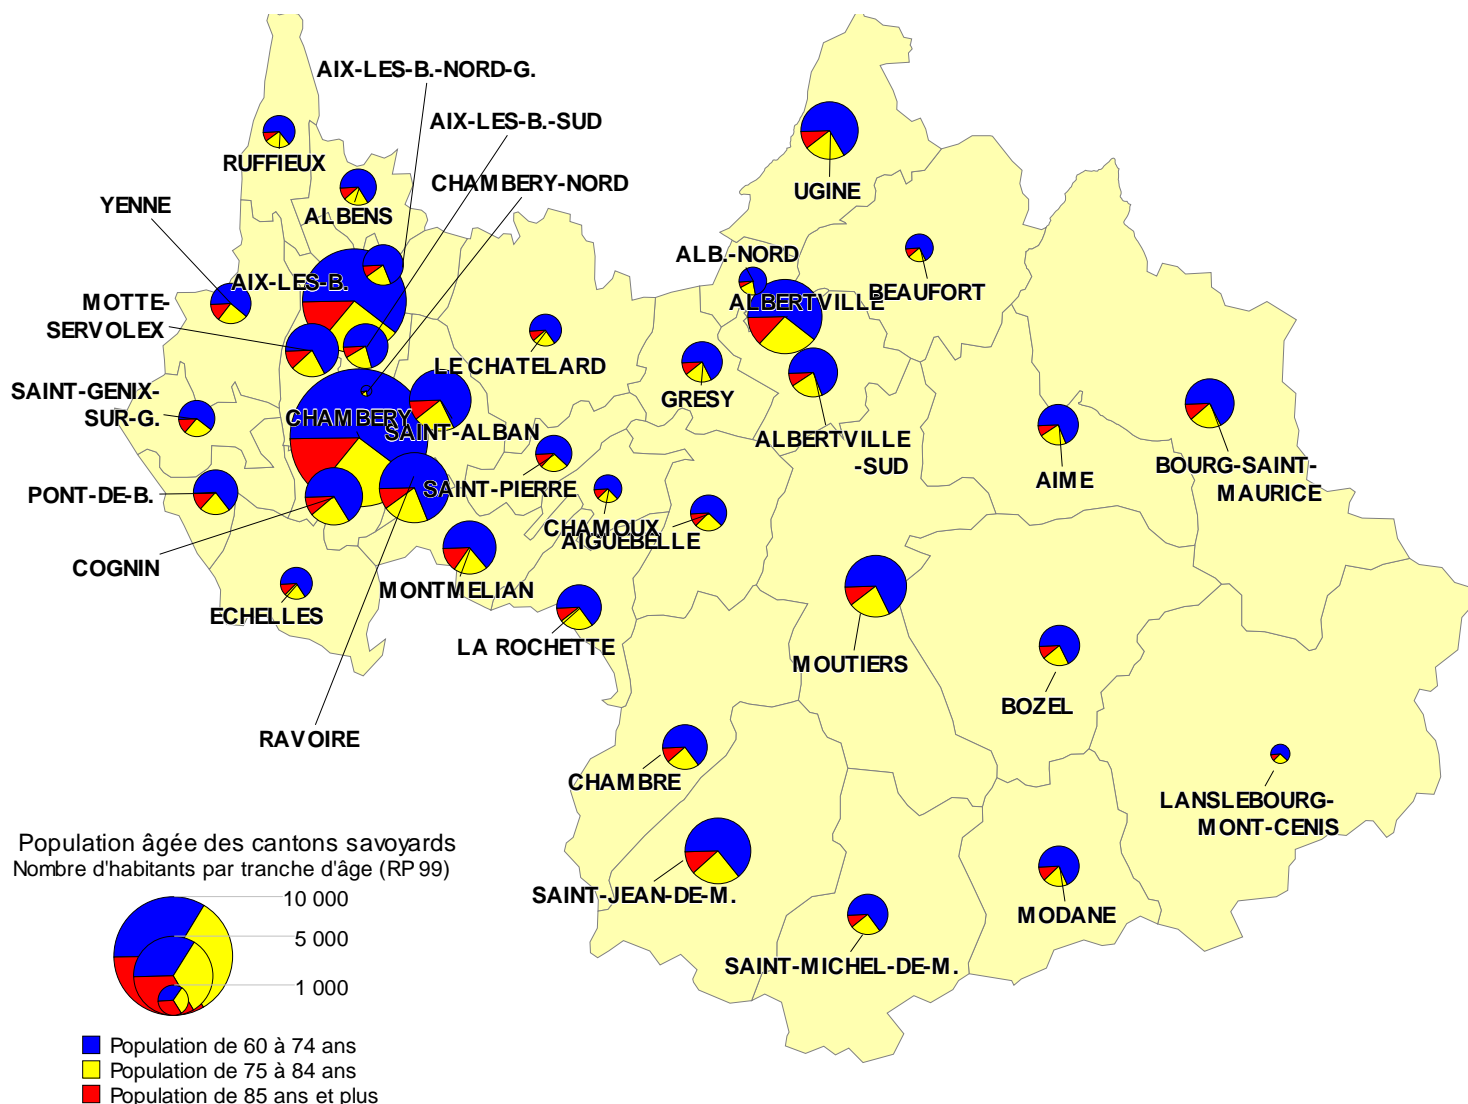 AIX-LES-B.-NORD-G.
AIX-LES-B.-SUD
RUFFIEUX
CHAMBERY-NORD
UGINE
YENNE
ALBENS
ALB.-NORD
AIX-LES-B.
BEAUFORT
MOTTE-
SERVOLEX
ALBERTVILLE
LE CHATELARD
SAINT-GENIX-
SUR-G.
GRESY
CHAMBERY
SAINT-ALBAN
ALBERTVILLE
-SUD
AIME
BOURG-SAINT-
MAURICE
PONT-DE-B.
SAINT-PIERRE
CHAMOUX
AIGUEBELLE
COGNIN
MONTMELIAN
ECHELLES
LA ROCHETTE
MOUTIERS
BOZEL
RAVOIRE
CHAMBRE
LANSLEBOURG-
MONT-CENIS
SAINT-JEAN-DE-M.
MODANE
SAINT-MICHEL-DE-M.
Population âgée des cantons savoyards
Nombre d'habitants par tranche d'âge (RP 99)
10 000
5 000
1 000
Population de 60 à 74 ans
Population de 75 à 84 ans
Population de 85 ans et plus